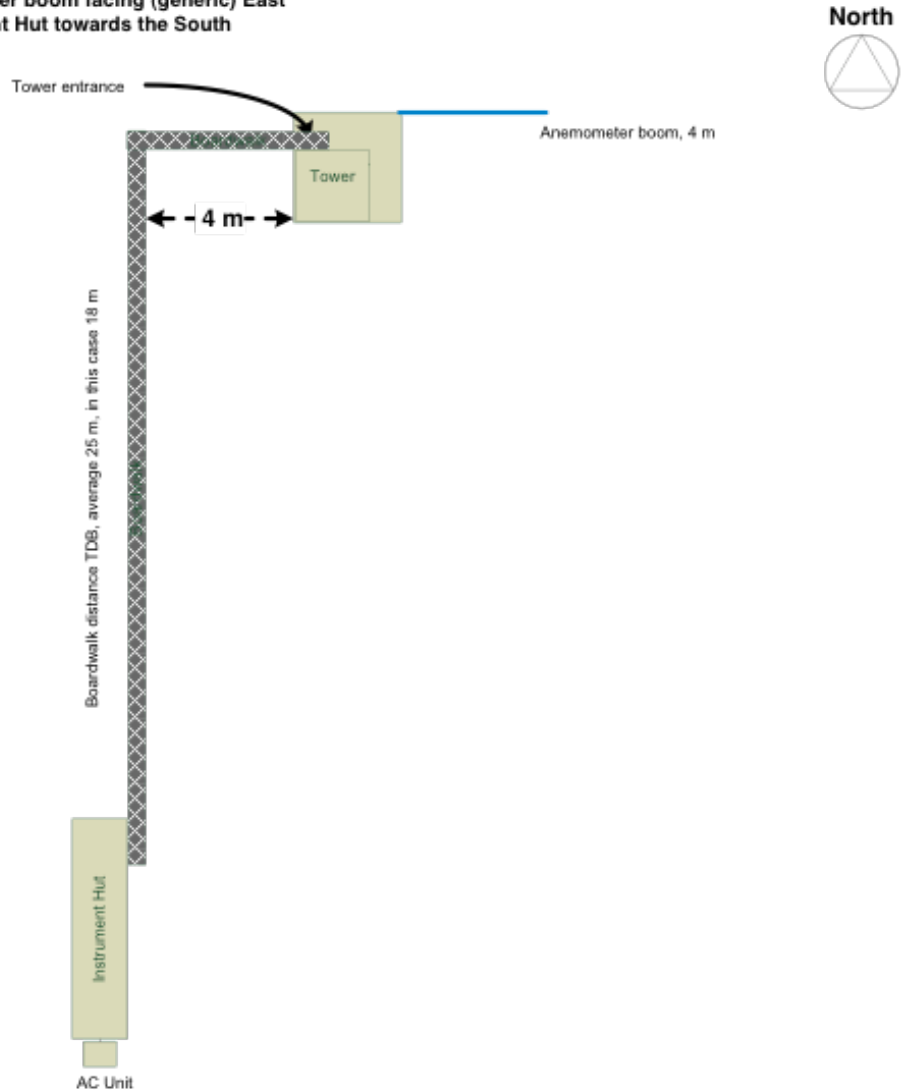 er boom facing (generic) East
t Hut towards the South
North
Tower entrance
Anemometer boom, 4 m
Tower
4 m
Boardwalk distance TDB, average 25 m, in this case 18 m
Instrument Hut
AC Unit